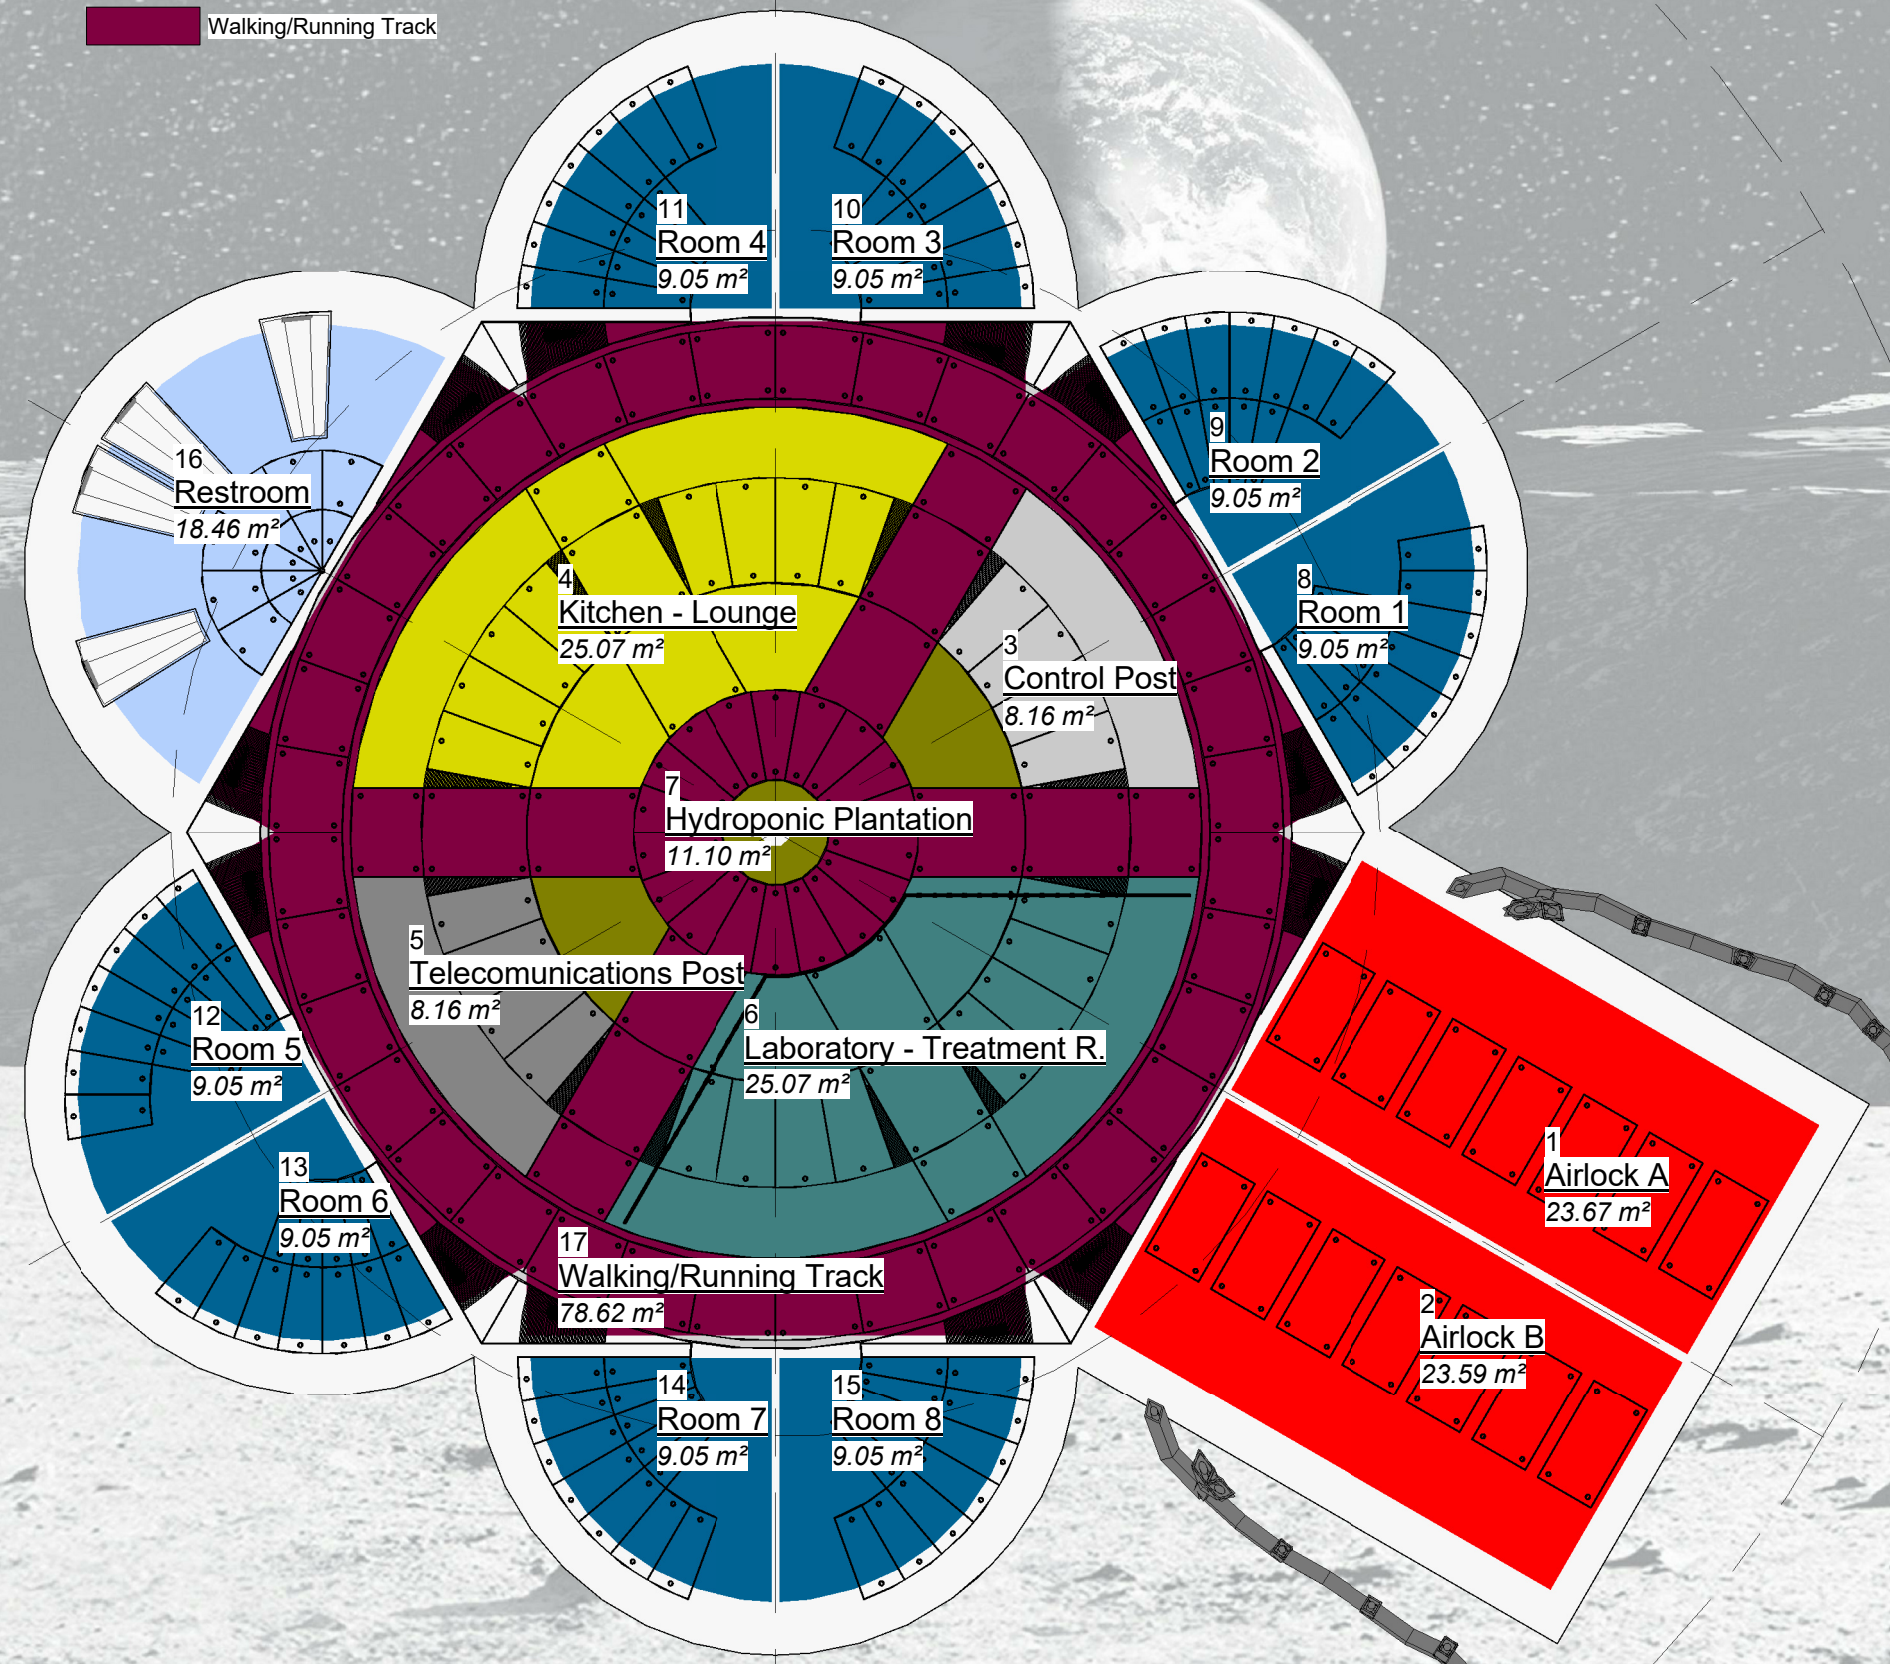 Walking/Running Track
11
Room 4
9.05 m²
10
Room 3
9.05 m²
9
Room 2
9.05 m²
16
Restroom
18.46 m²
4
Kitchen - Lounge
25.07 m²
8
Room 1
9.05 m²
3
Control Post
8.16 m²
7
Hydroponic Plantation
11.10 m²
5
Telecomunications Post
8.16 m²
12
Room 5
9.05 m²
6
Laboratory - Treatment R.
25.07 m²
1
Airlock A
23.67 m²
13
Room 6
9.05 m²
17
Walking/Running Track
78.62 m²
2
Airlock B
23.59 m²
14
Room 7
9.05 m²
15
Room 8
9.05 m²